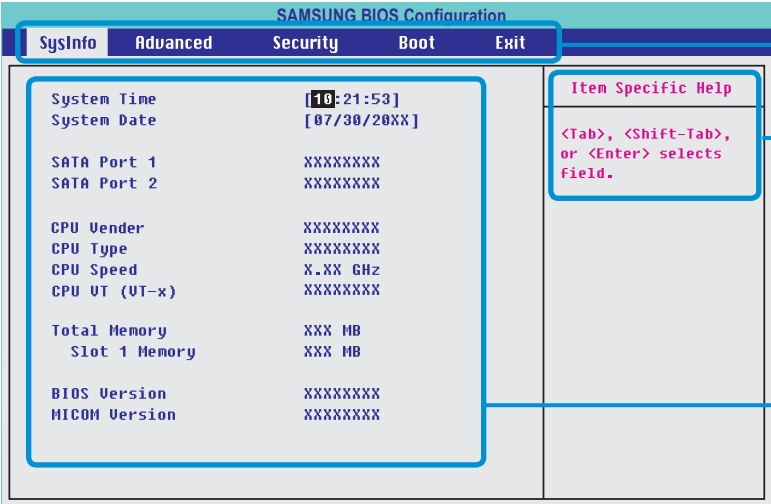 SAMSUNG BIOS Configuration
SysInfo Advanced Security Boot Exit
System Time [10:21:53]
System Date [07/30/20XX]
SATA Port 1 XXXXXXXX
SATA Port 2 XXXXXXXX
CPU Vender XXXXXXXX
CPU Type XXXXXXXX
CPU Speed X.XX GHz
CPU VT (VT-x) XXXXXXXX
Total Memory XXX MB
Slot 1 Memory XXX MB
BIOS Version XXXXXXXX
MICOM Version XXXXXXXX
Item Specific Help
<Tab>, <Shift-Tab>,
or <Enter> selects
field.